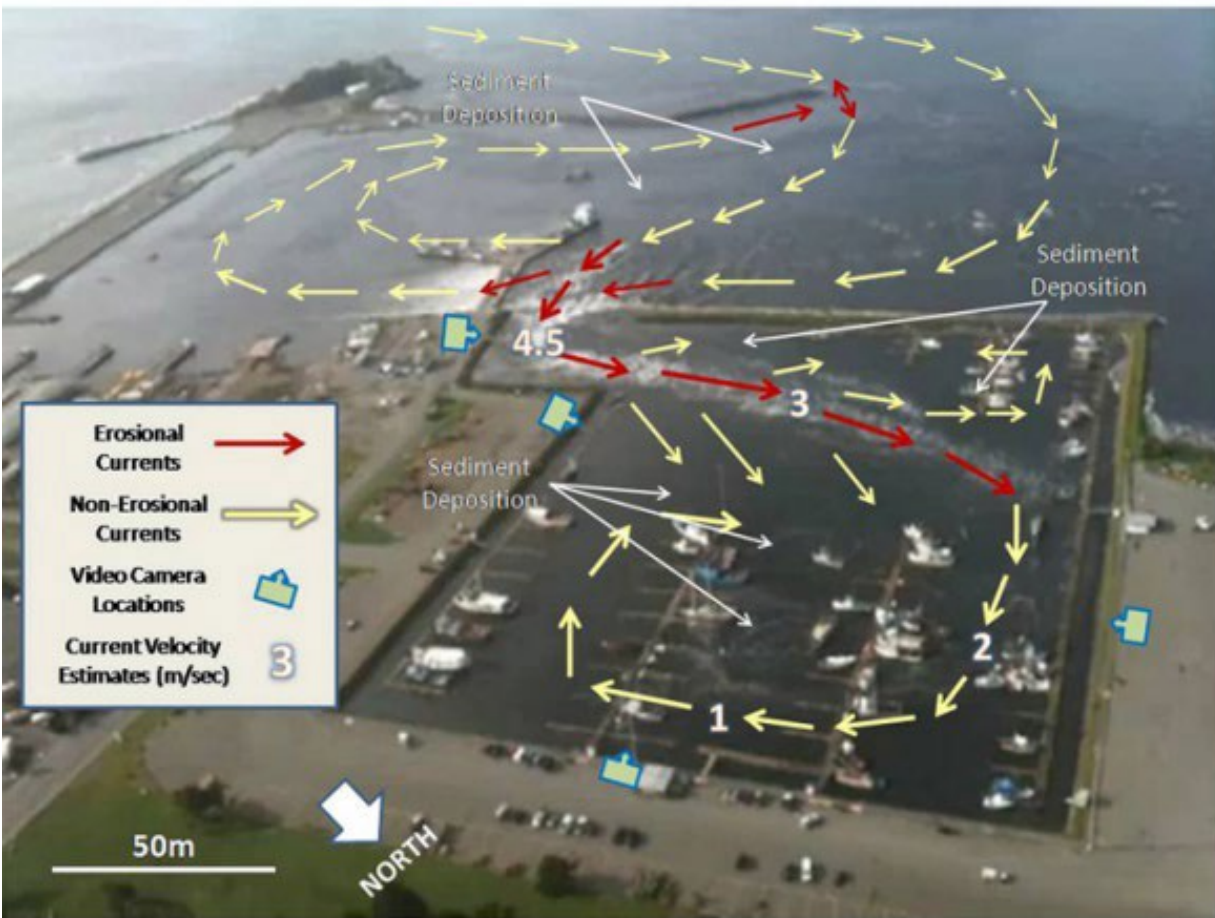 Sediment
Deposition
Sediment
Deposition
4.5
3
Sediment
Deposition
2
1
Erosional
Currents
Non-Erosional
Currents
Video Camera
Locations
Current Velocity
Estimates (m/sec)
3
50m
NORTH